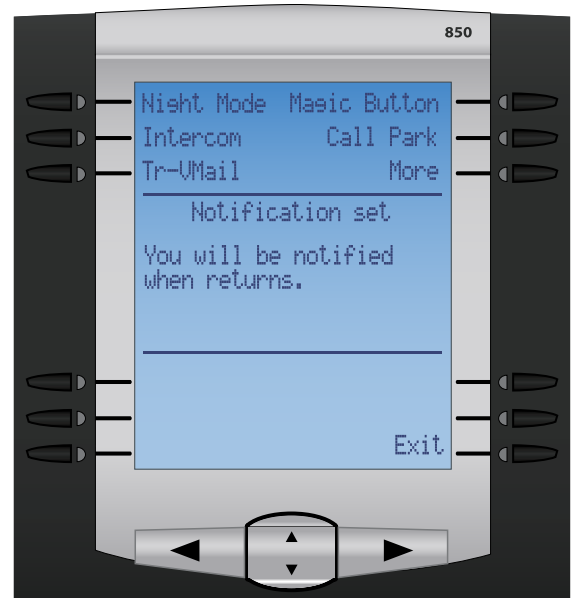 850
Night Mode Magic Button
Intercom Call Park
Tr-VMail More
Notification set
You will be notified
when returns.
Exit